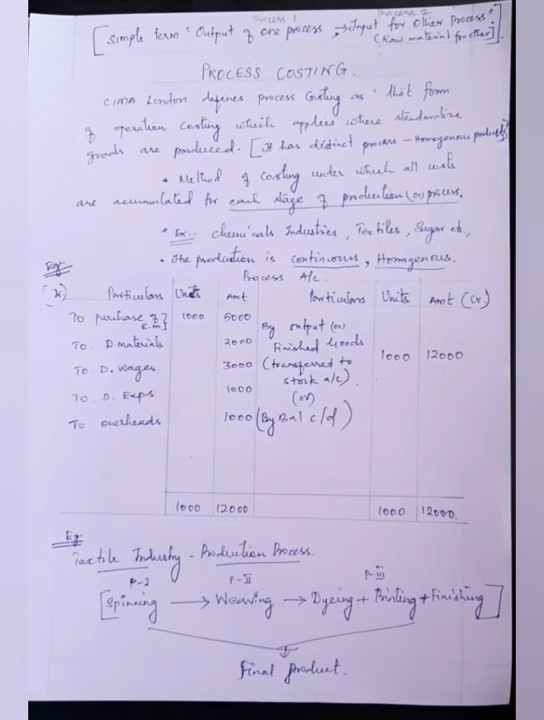 Process 1 Process 2
[Simple term "Output of one process → Input for Other Process"
(Raw material for other)].
PROCESS COSTING.
CIMA London defines process Costing as "that form
of operation Costing which applies where standardize
goods are produced. [It has distinct process - Homogenous products]"
• Method of Costing under which all costs
are accumulated for each stage of production (or) process.
* Ex:- Chemicals Industries, Textiles, Sugar etc.,
• The production is continuous, Homogenous.
Eg:-
Process A/c
Particulars Units Amt Particulars Units Amt (Cr)
To purchase of R.m} 1000 5000
By output (or)
To D. Materials 2000 Finished Goods 1000 12000
To D. Wages 3000 (transferred to
stock a/c).
To D. Exps 1000 (or)
To overheads 1000 (By Bal c/d)
1000 12000 1000 12000.
Eg:
Textile Industry - Production Process.
P-I P-II P-III
[Spinning → Weaving → Dyeing + Printing + Finishing]
Final product.